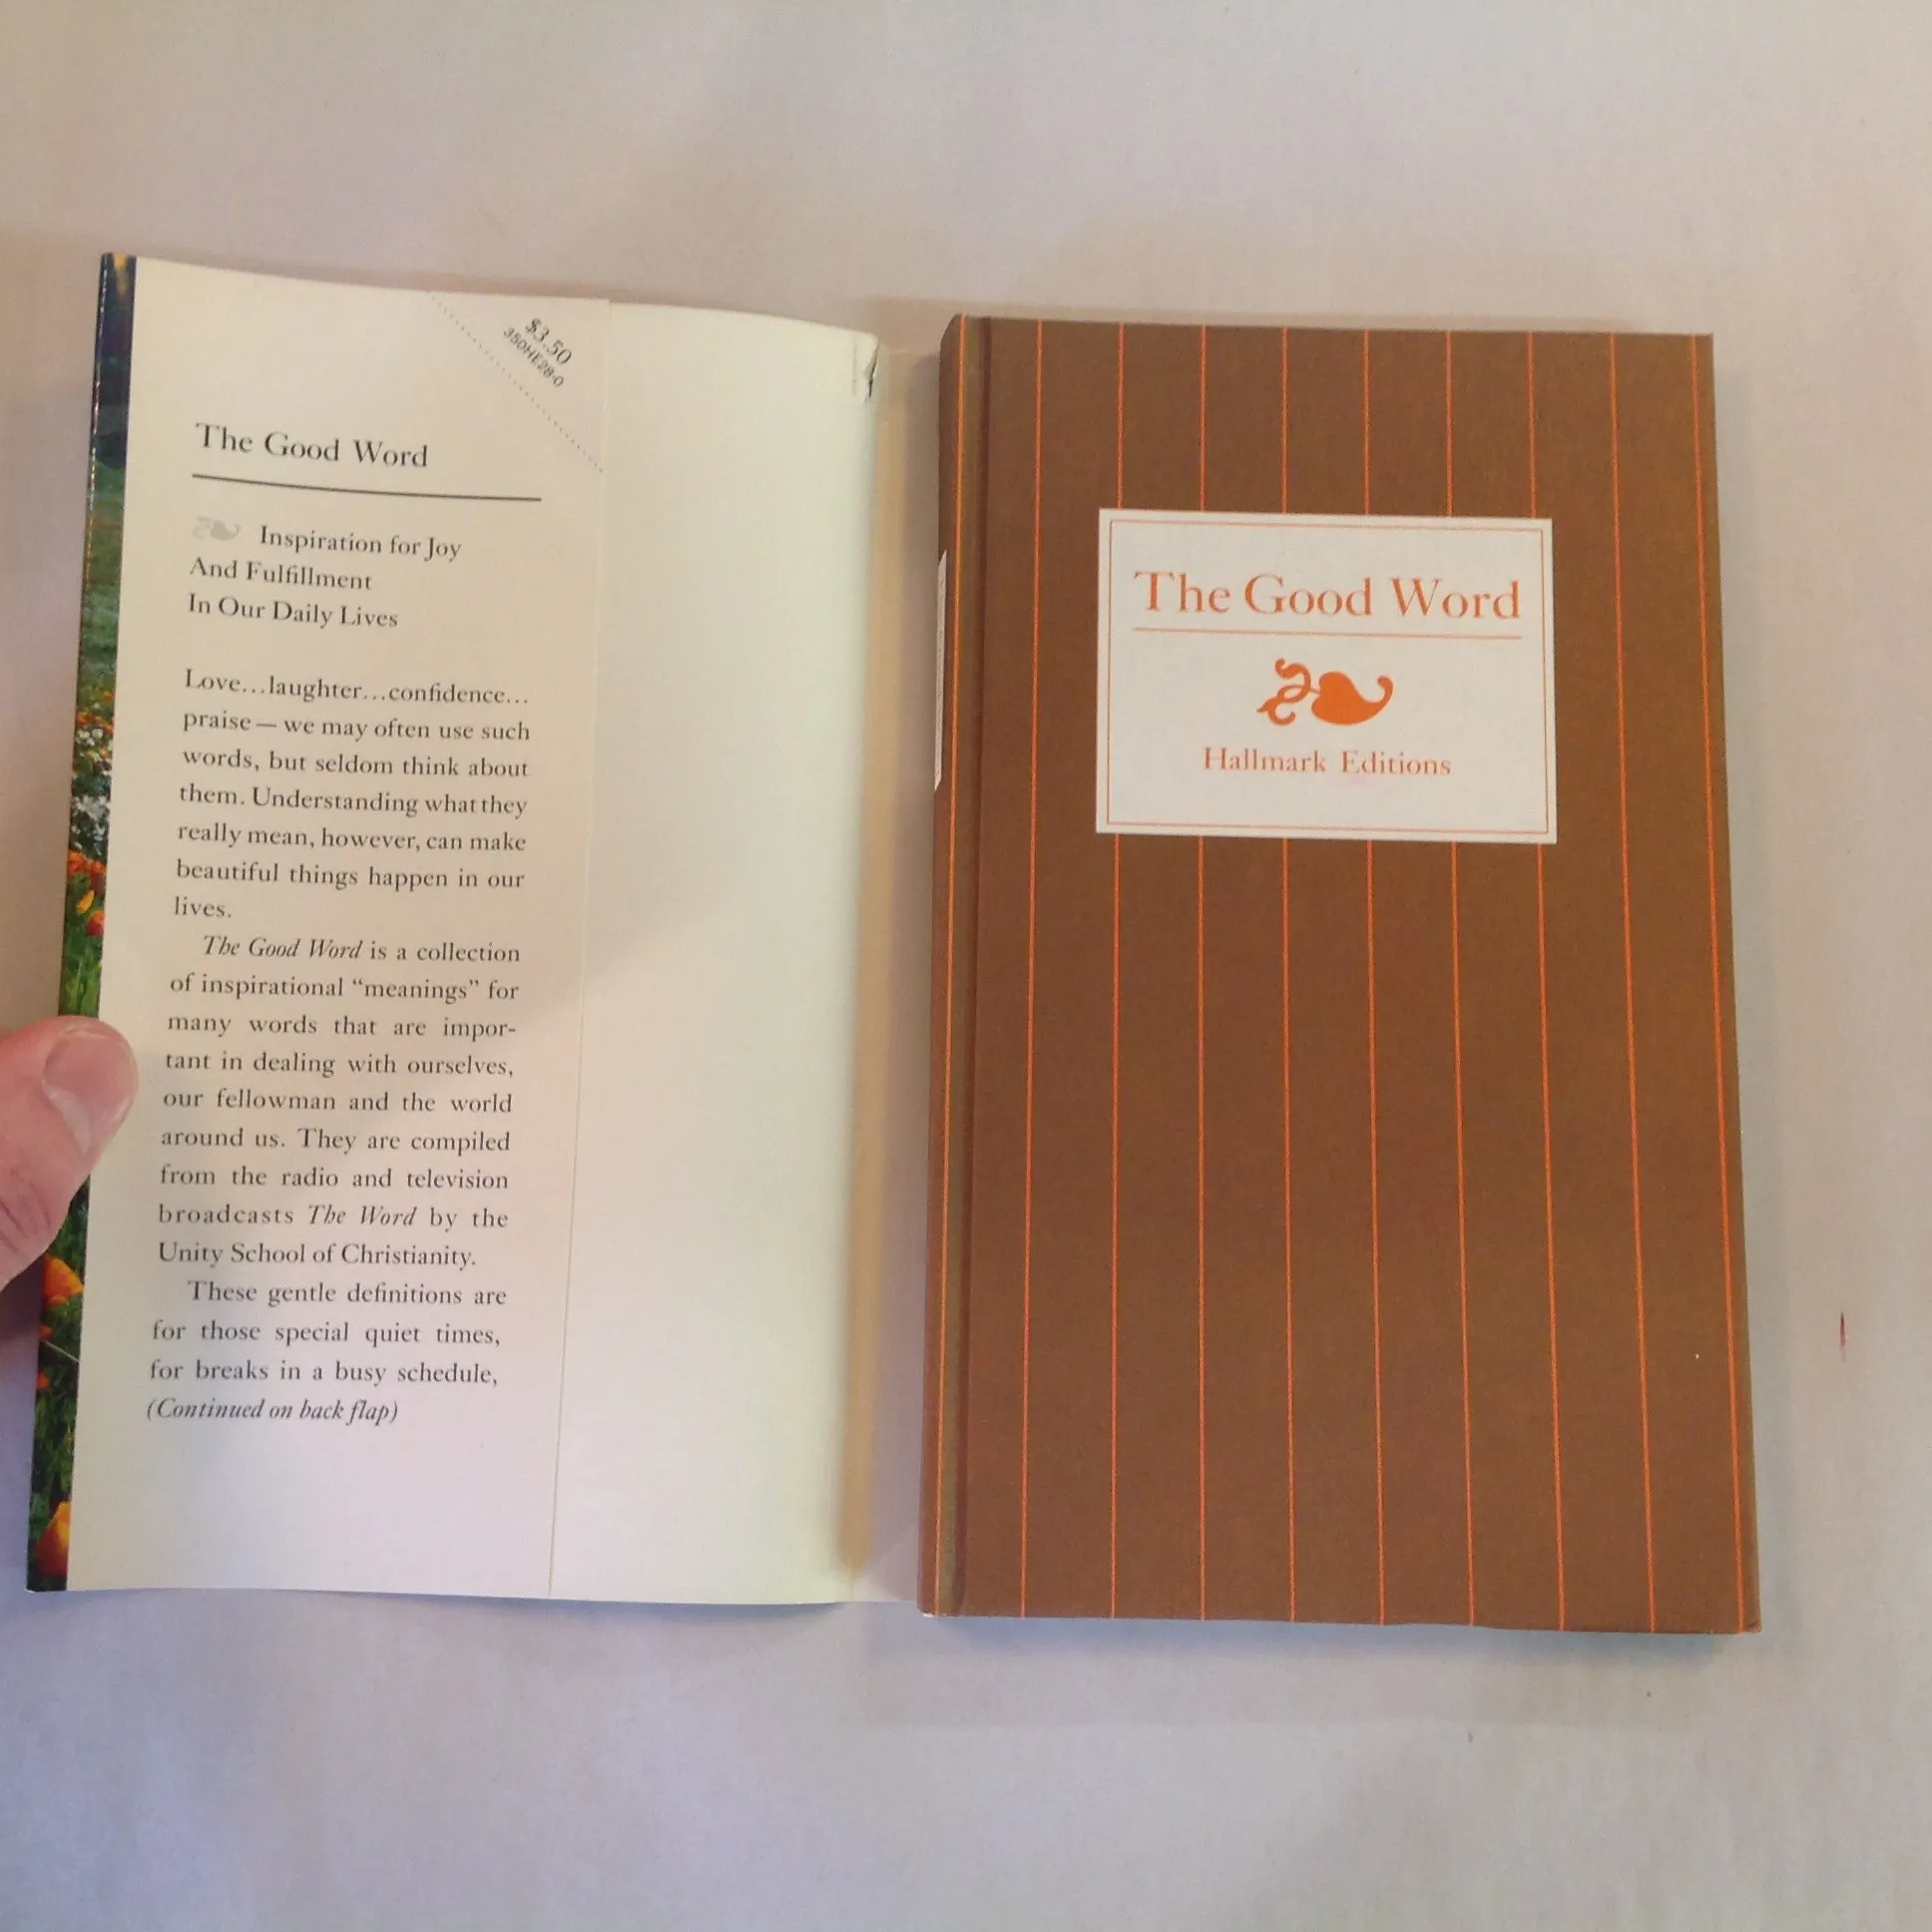 $3.50
350HE28-0
The Good Word
Inspiration for Joy
And Fulfillment
In Our Daily Lives
Love...laughter...confidence...
praise — we may often use such
words, but seldom think about
them. Understanding what they
really mean, however, can make
beautiful things happen in our
lives.
The Good Word is a collection
of inspirational “meanings” for
many words that are impor-
tant in dealing with ourselves,
our fellowman and the world
around us. They are compiled
from the radio and television
broadcasts The Word by the
Unity School of Christianity.
These gentle definitions are
for those special quiet times,
for breaks in a busy schedule,
(Continued on back flap)
The Good Word
Hallmark Editions